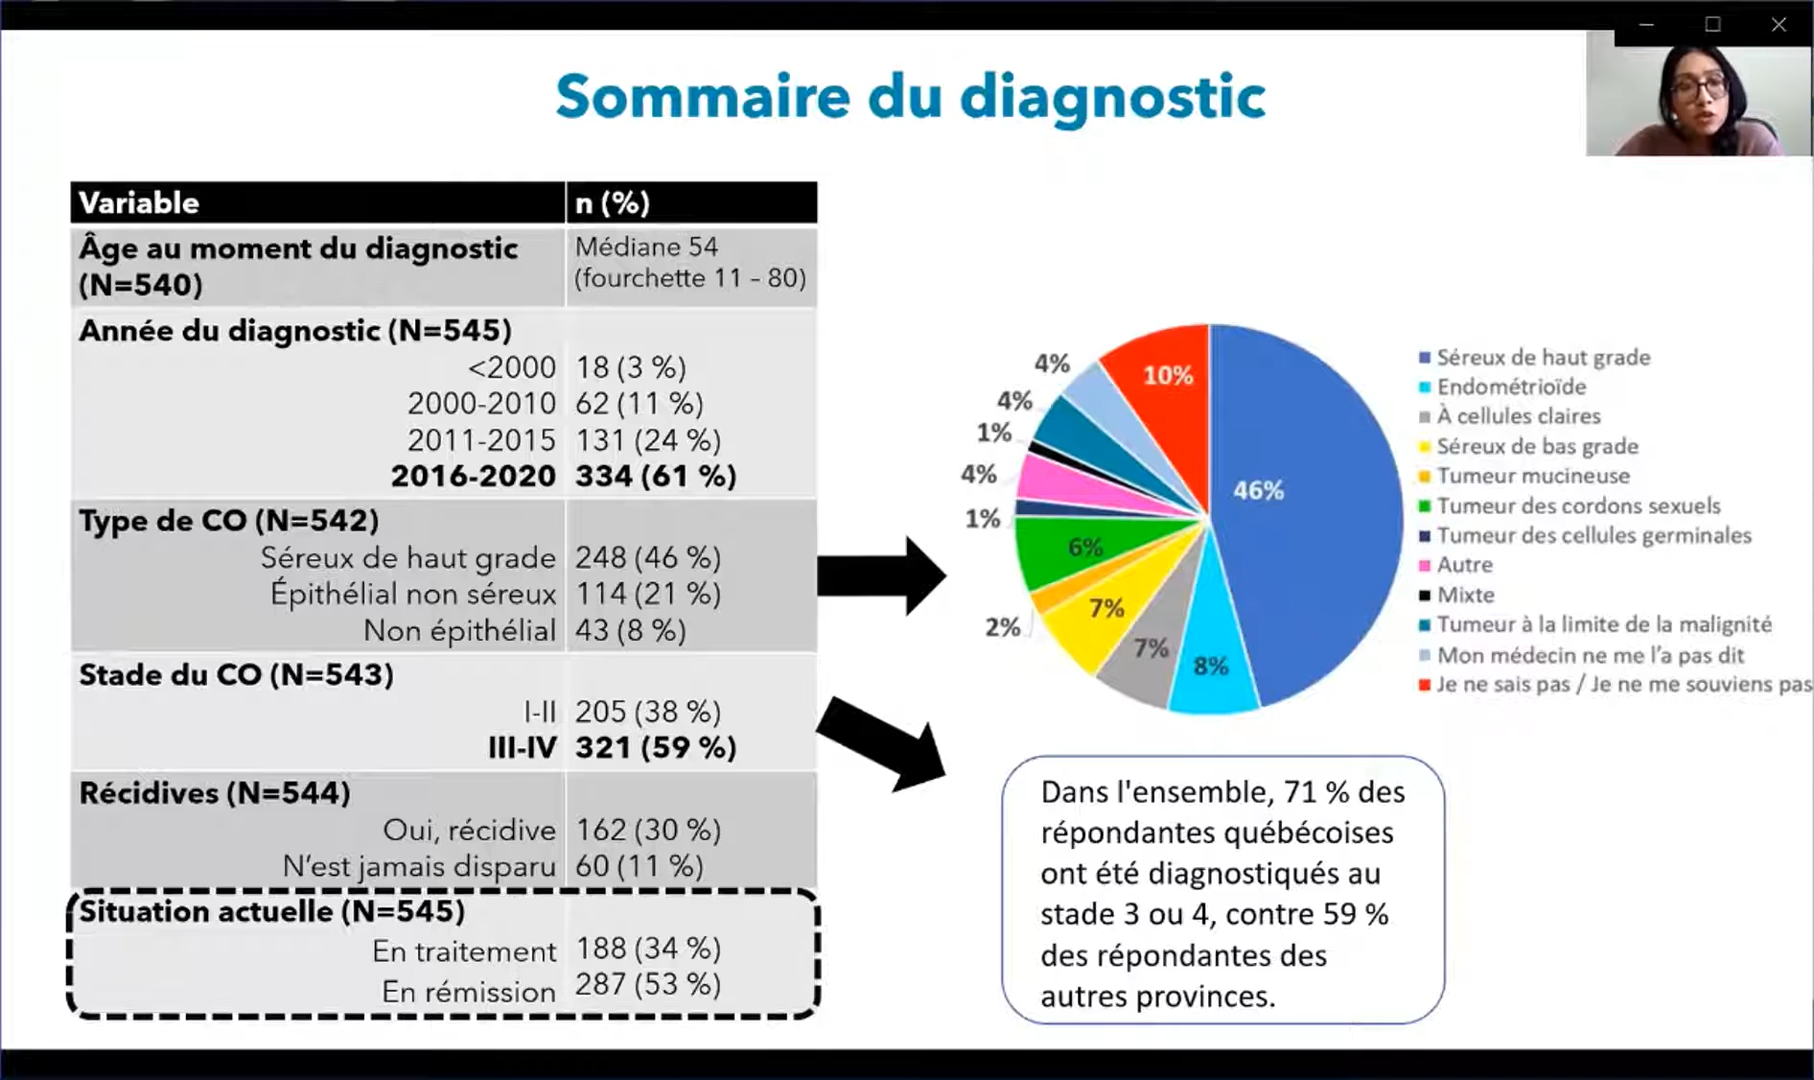 Sommaire du diagnostic
Variable n (%)
Âge au moment du diagnostic
(N=540)
Médiane 54
(fourchette 11 – 80)
Année du diagnostic (N=545)
<2000 18 (3 %)
2000-2010 62 (11 %)
2011-2015 131 (24 %)
2016-2020 334 (61 %)
Type de CO (N=542)
Séreux de haut grade 248 (46 %)
Épithélial non séreux 114 (21 %)
Non épithélial 43 (8 %)
Stade du CO (N=543)
I-II 205 (38 %)
III-IV 321 (59 %)
Récidives (N=544)
Oui, récidive 162 (30 %)
N’est jamais disparu 60 (11 %)
Situation actuelle (N=545)
En traitement 188 (34 %)
En rémission 287 (53 %)
46%
8%
7%
7%
2%
6%
1%
4%
1%
4%
4%
10%
Séreux de haut grade
Endométrioïde
À cellules claires
Séreux de bas grade
Tumeur mucineuse
Tumeur des cordons sexuels
Tumeur des cellules germinales
Autre
Mixte
Tumeur à la limite de la malignité
Mon médecin ne me l’a pas dit
Je ne sais pas / Je ne me souviens pas
Dans l'ensemble, 71 % des
répondantes québécoises
ont été diagnostiqués au
stade 3 ou 4, contre 59 %
des répondantes des
autres provinces.